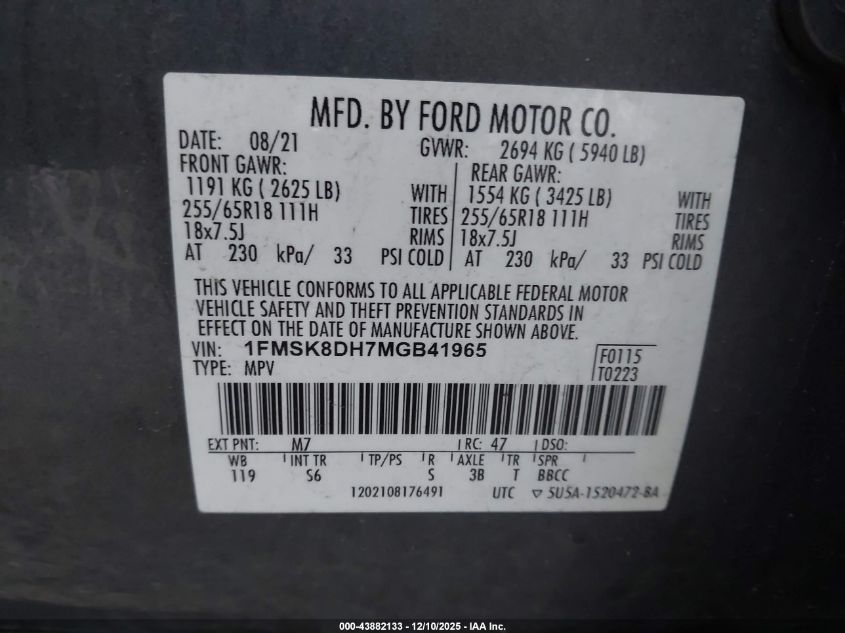 MFD. BY FORD MOTOR CO.
DATE: 08/21 GVWR: 2694 KG ( 5940 LB)
FRONT GAWR: REAR GAWR:
1191 KG ( 2625 LB) WITH 1554 KG ( 3425 LB) WITH
255/65R18 111H TIRES 255/65R18 111H TIRES
18x7.5J RIMS 18x7.5J RIMS
AT 230 kPa/ 33 PSI COLD AT 230 kPa/ 33 PSI COLD
THIS VEHICLE CONFORMS TO ALL APPLICABLE FEDERAL MOTOR
VEHICLE SAFETY AND THEFT PREVENTION STANDARDS IN
EFFECT ON THE DATE OF MANUFACTURE SHOWN ABOVE.
VIN: 1FMSK8DH7MGB41965 F0115
TYPE: MPV T0223
EXT PNT: M7 RC: 47 DSO:
WB INT TR TP/PS R AXLE TR SPR
119 S6 S 3B T BBCC
1202108176491 UTC ▽ 5U5A-1520472-BA
000-43882133 - 12/10/2025 - IAA Inc.